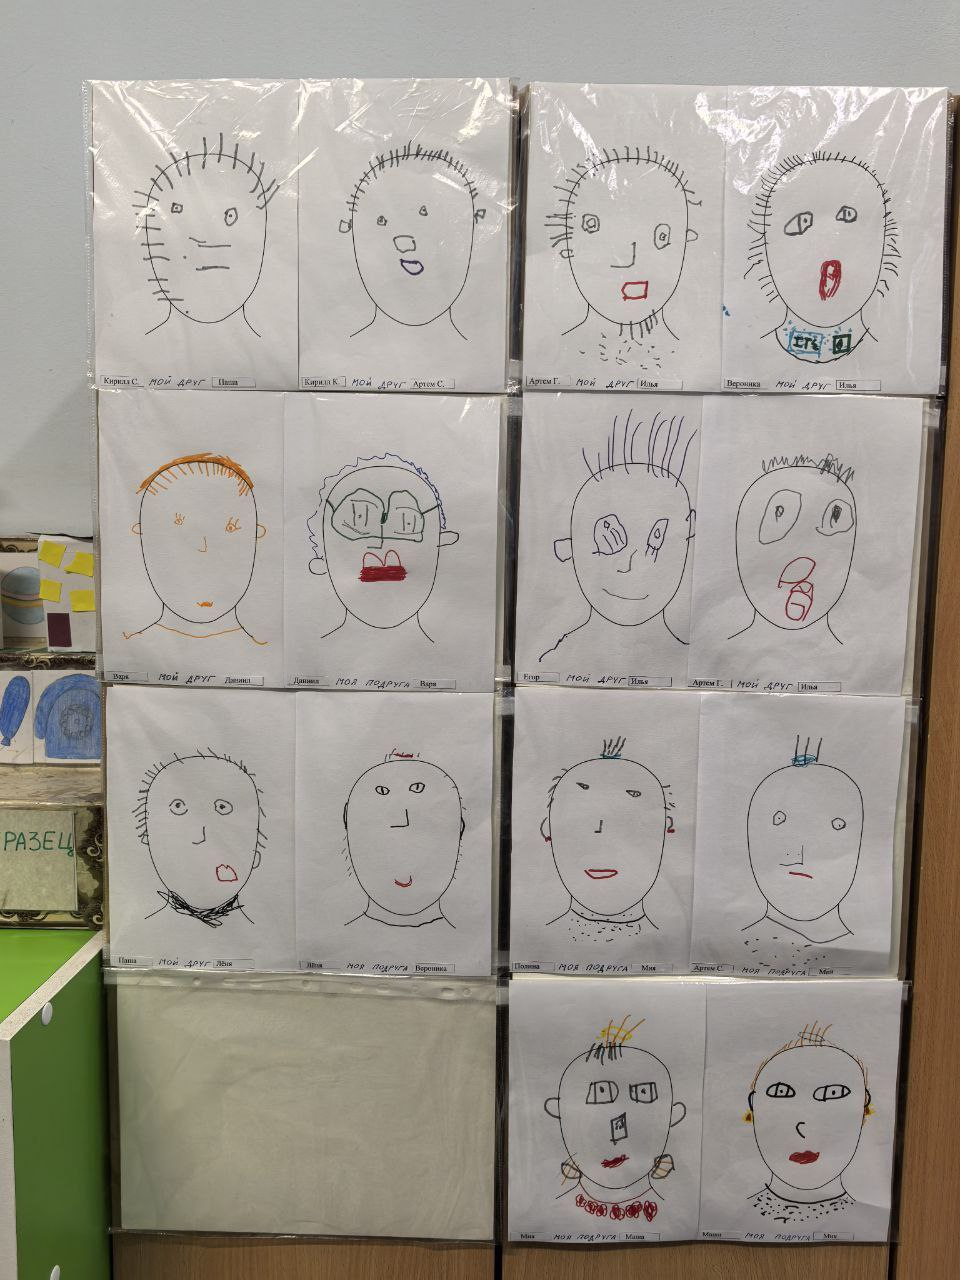 Кирилл С. МОЙ ДРУГ Паша
Кирилл К. МОЙ ДРУГ Артем С.
Артем Г. МОЙ ДРУГ Илья
Вероника МОЙ ДРУГ Илья
Варя МОЙ ДРУГ Даниил
Даниил МОЯ ПОДРУГА Варя
Егор МОЙ ДРУГ Илья
Артем Г. МОЙ ДРУГ Илья
РАЗЕЦ
Паша МОЙ ДРУГ Лёня
Лёня МОЯ ПОДРУГА Вероника
Полина МОЯ ПОДРУГА Мия
Артем С. МОЯ ПОДРУГА Мия
Мия МОЯ ПОДРУГА Маша
Маша МОЯ ПОДРУГА Мия